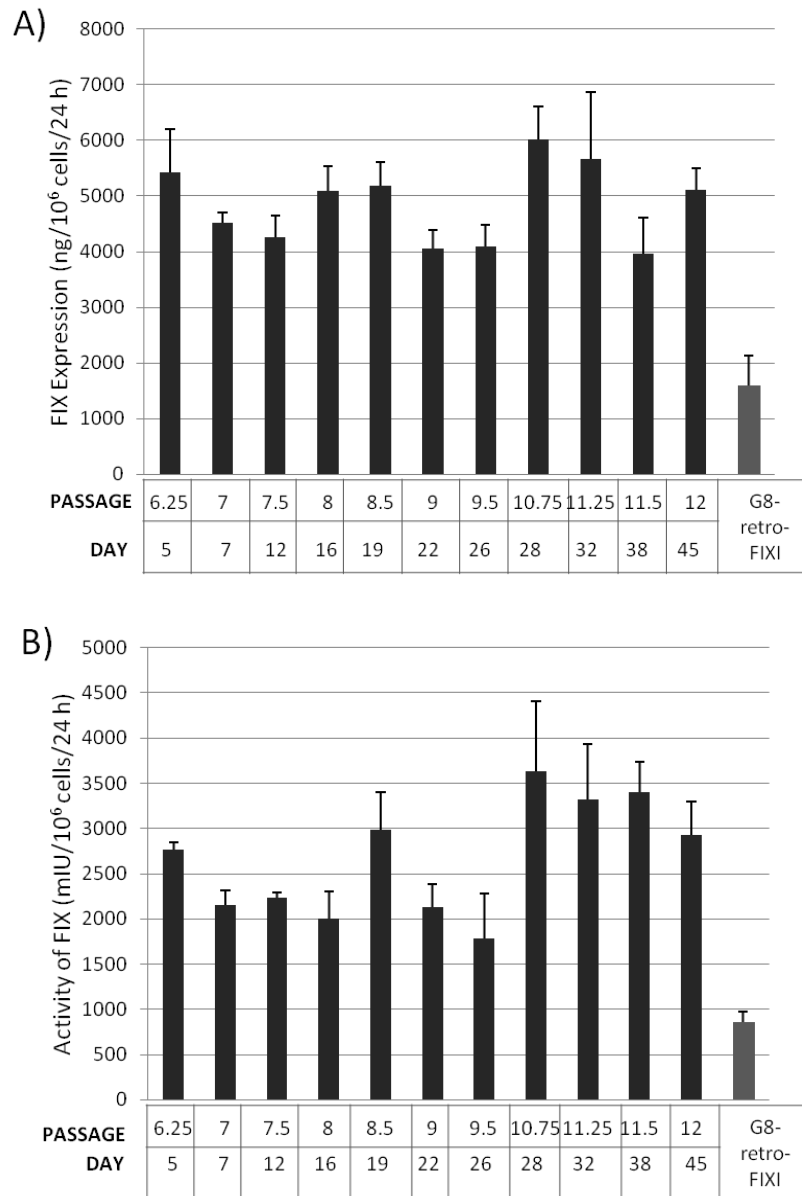 A)
FIX Expression (ng/10⁶ cells/24 h)
8000
7000
6000
5000
4000
3000
2000
1000
0
PASSAGE 6.25 7 7.5 8 8.5 9 9.5 10.75 11.25 11.5 12 G8-
retro-
FIXI
DAY 5 7 12 16 19 22 26 28 32 38 45
B)
Activity of FIX (mIU/10⁶ cells/24 h)
5000
4500
4000
3500
3000
2500
2000
1500
1000
500
0
PASSAGE 6.25 7 7.5 8 8.5 9 9.5 10.75 11.25 11.5 12 G8-
retro-
FIXI
DAY 5 7 12 16 19 22 26 28 32 38 45